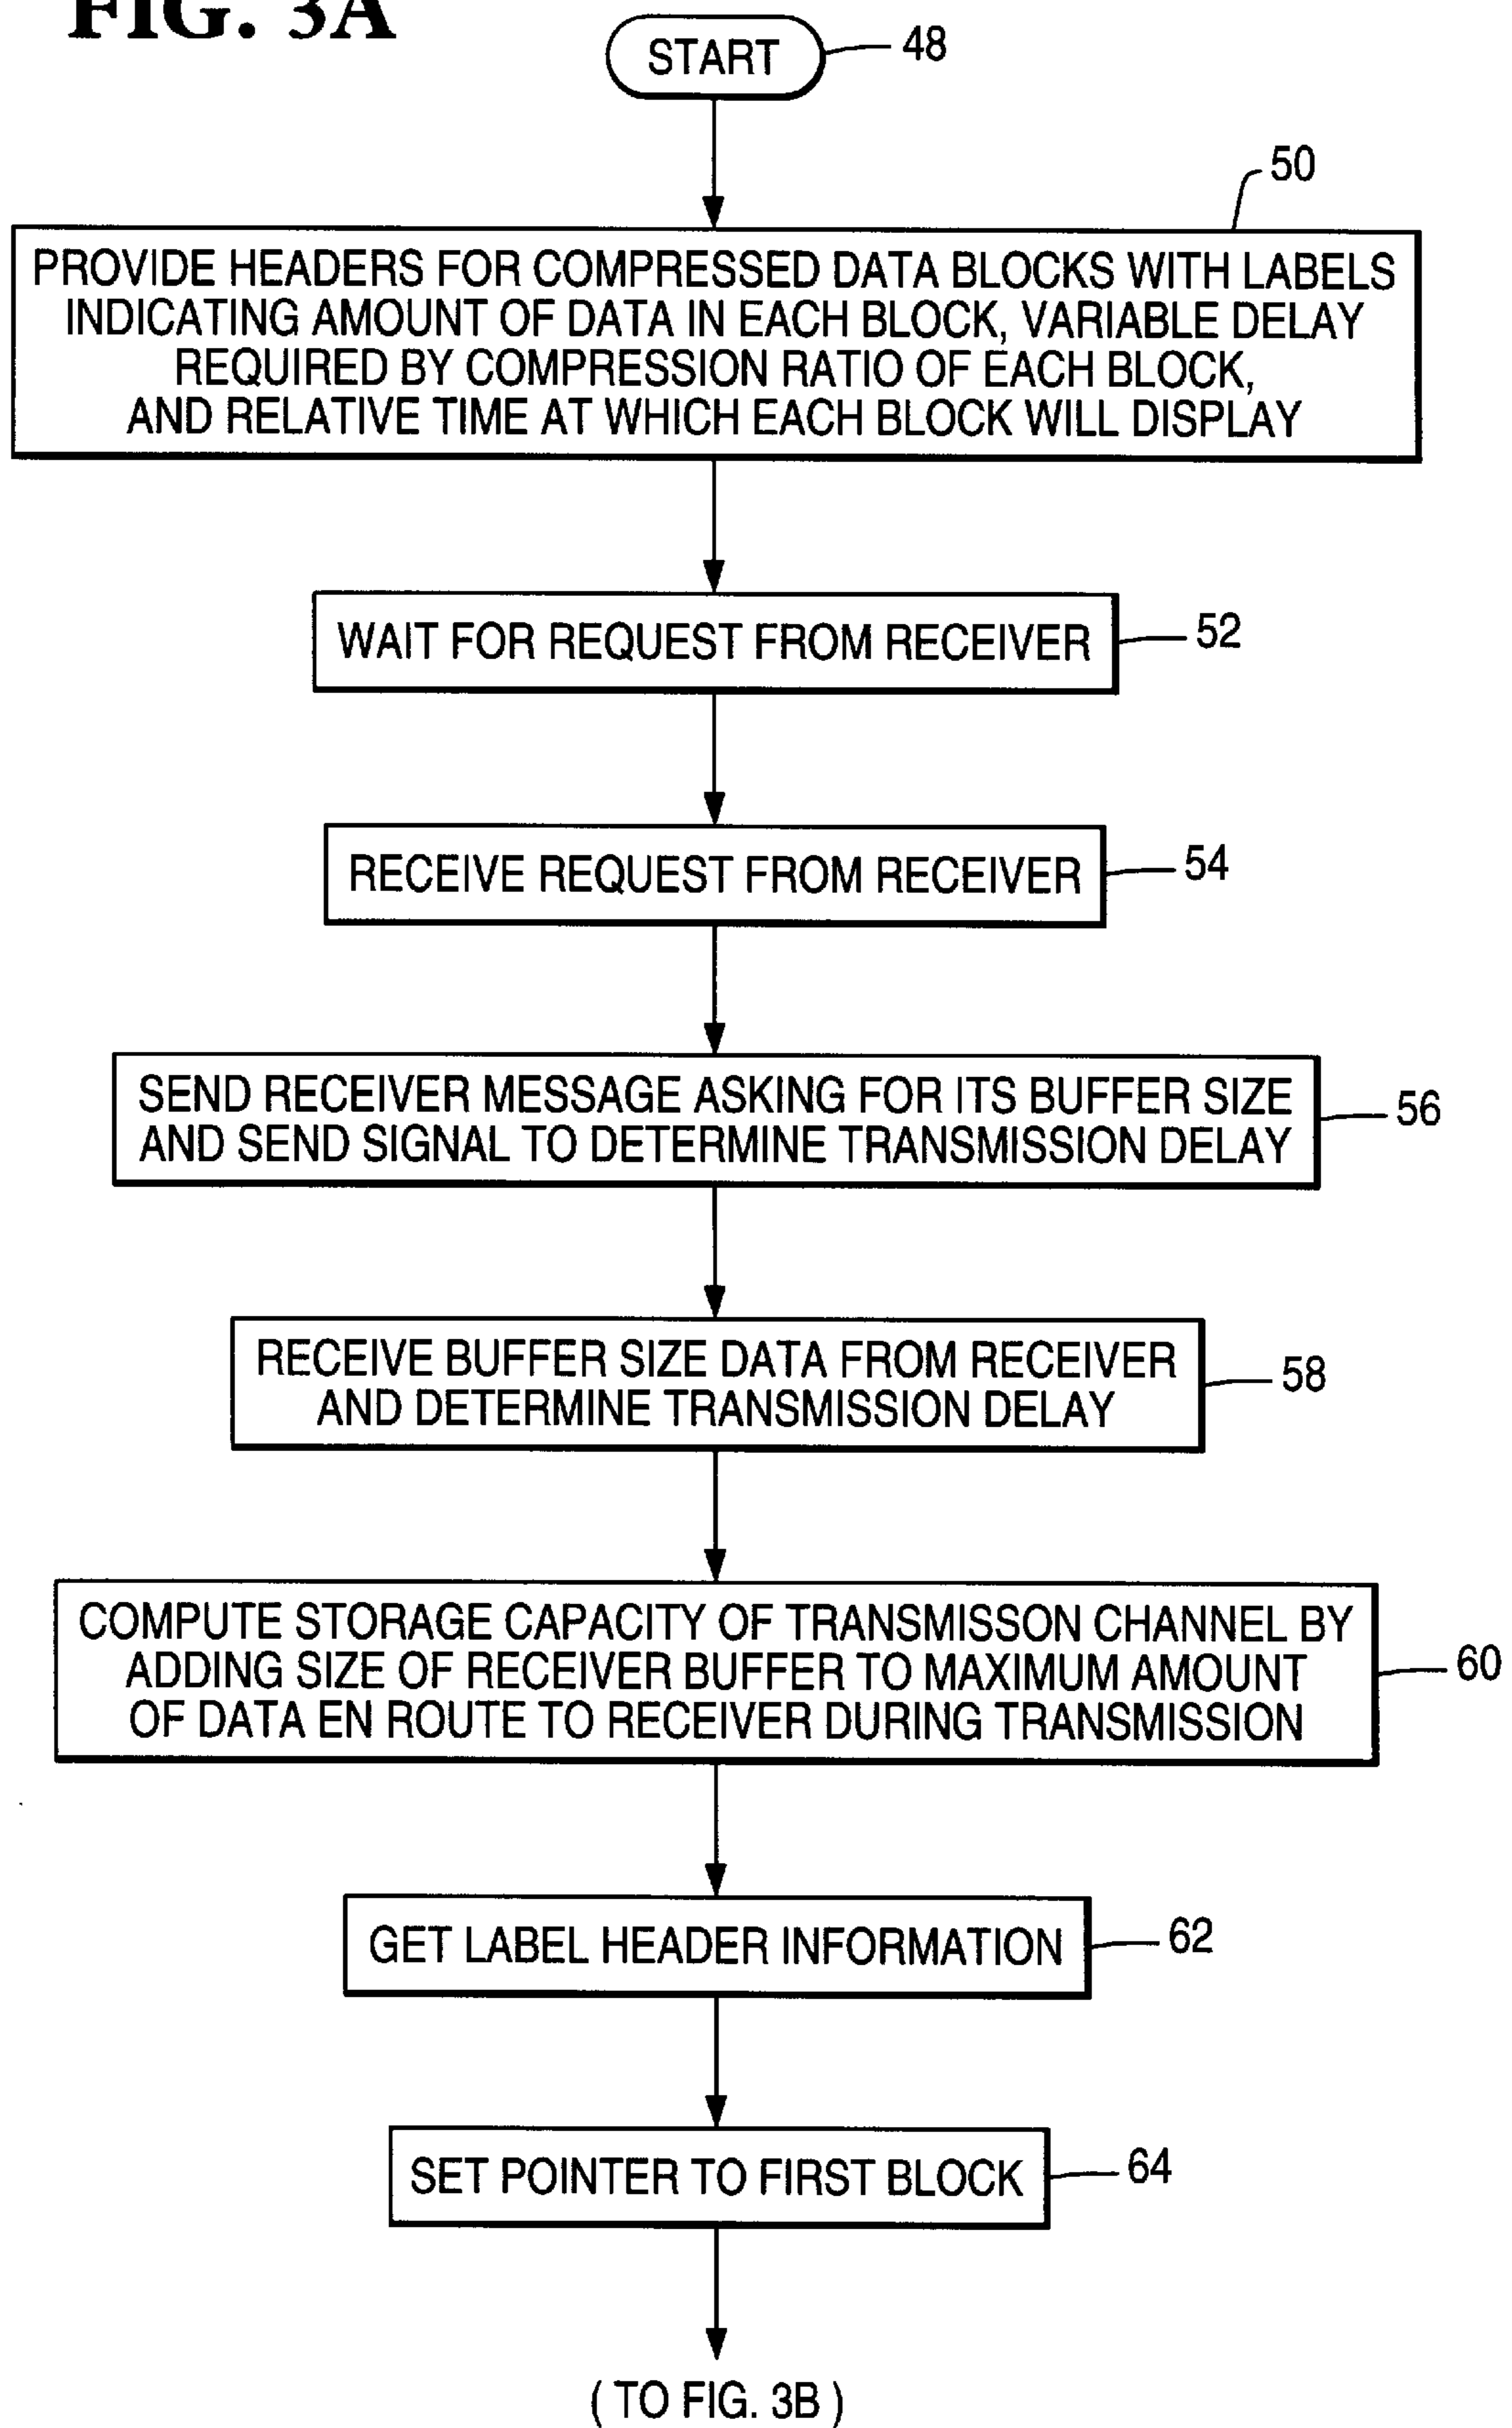 FIG. 3A
START
48
50
PROVIDE HEADERS FOR COMPRESSED DATA BLOCKS WITH LABELS
INDICATING AMOUNT OF DATA IN EACH BLOCK, VARIABLE DELAY
REQUIRED BY COMPRESSION RATIO OF EACH BLOCK,
AND RELATIVE TIME AT WHICH EACH BLOCK WILL DISPLAY
WAIT FOR REQUEST FROM RECEIVER
52
RECEIVE REQUEST FROM RECEIVER
54
SEND RECEIVER MESSAGE ASKING FOR ITS BUFFER SIZE
AND SEND SIGNAL TO DETERMINE TRANSMISSION DELAY
56
RECEIVE BUFFER SIZE DATA FROM RECEIVER
AND DETERMINE TRANSMISSION DELAY
58
COMPUTE STORAGE CAPACITY OF TRANSMISSON CHANNEL BY
ADDING SIZE OF RECEIVER BUFFER TO MAXIMUM AMOUNT
OF DATA EN ROUTE TO RECEIVER DURING TRANSMISSION
60
GET LABEL HEADER INFORMATION
62
SET POINTER TO FIRST BLOCK
64
( TO FIG. 3B )